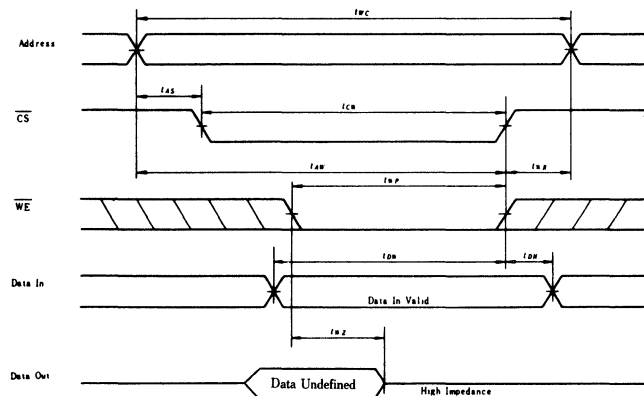 tWC
Address
tAS
tCW
CS
tAW
tWR
tWP
WE
tDW
tDH
Data In
Data In Valid
tWZ
Data Undefined
Data Out
High Impedance